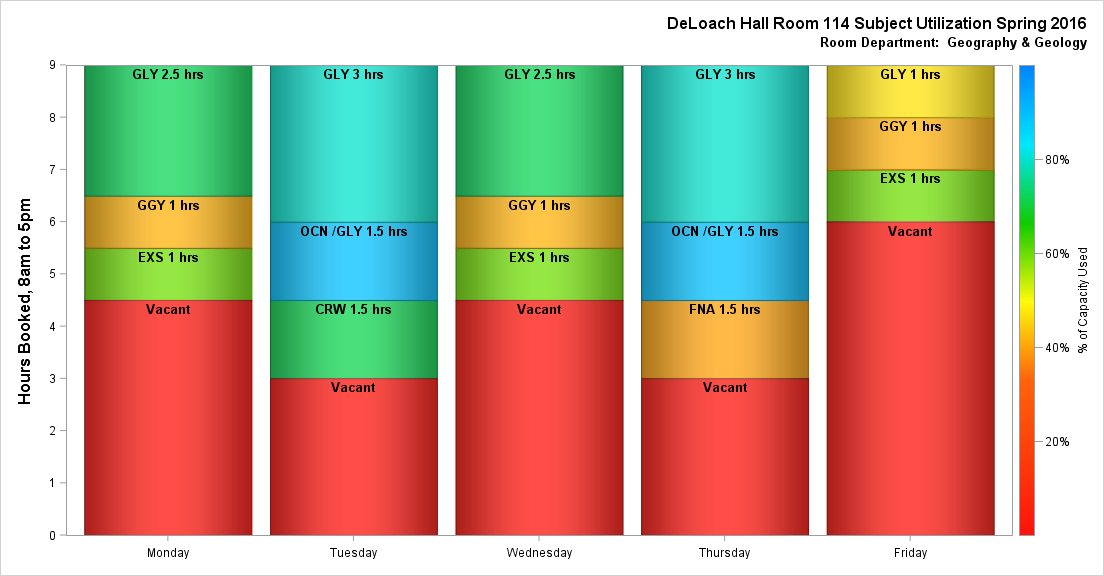 DeLoach Hall Room 114 Subject Utilization Spring 2016
Room Department: Geography & Geology
Hours Booked, 8am to 5pm
9
8
7
6
5
4
3
2
1
0
GLY 2.5 hrs
GGY 1 hrs
EXS 1 hrs
Vacant
GLY 3 hrs
OCN /GLY 1.5 hrs
CRW 1.5 hrs
Vacant
GLY 2.5 hrs
GGY 1 hrs
EXS 1 hrs
Vacant
GLY 3 hrs
OCN /GLY 1.5 hrs
FNA 1.5 hrs
Vacant
GLY 1 hrs
GGY 1 hrs
EXS 1 hrs
Vacant
Monday
Tuesday
Wednesday
Thursday
Friday
80%
60%
40%
20%
% of Capacity Used